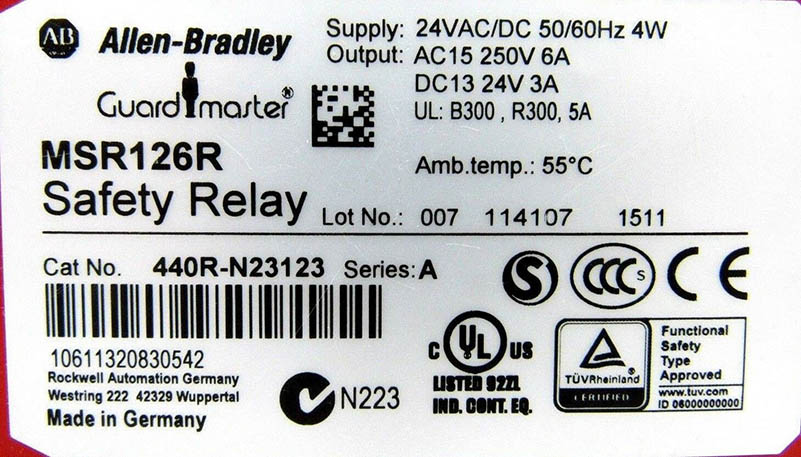 AB Allen-Bradley
Guardmaster®
MSR126R
Safety Relay
Supply: 24VAC/DC 50/60Hz 4W
Output: AC15 250V 6A
DC13 24V 3A
UL: B300 , R300, 5A
Amb.temp.: 55°C
Lot No.: 007 114107 1511
Cat No. 440R-N23123 Series: A
S CCC S CE
10611320830542
Rockwell Automation Germany
Westring 222 42329 Wuppertal
Made in Germany
N223
C UL US
LISTED 92ZL
IND. CONT. EQ.
TÜVRheinland®
CERTIFIED
Functional
Safety
Type
Approved
www.tuv.com
ID 06000000000